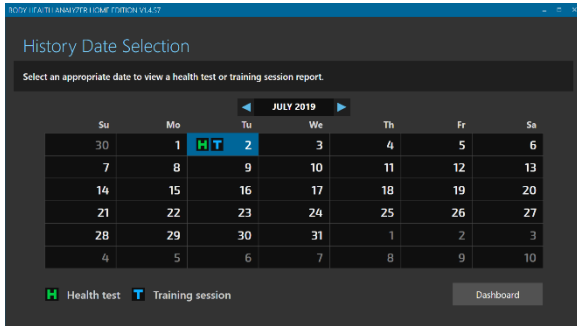 BODY HEALTH ANALYZER HOME EDITION V1.4.57
History Date Selection
Select an appropriate date to view a health test or training session report.
JULY 2019
Su Mo Tu We Th Fr Sa
30 1 H T 2 3 4 5 6
7 8 9 10 11 12 13
14 15 16 17 18 19 20
21 22 23 24 25 26 27
28 29 30 31 1 2 3
4 5 6 7 8 9 10
H Health test T Training session Dashboard